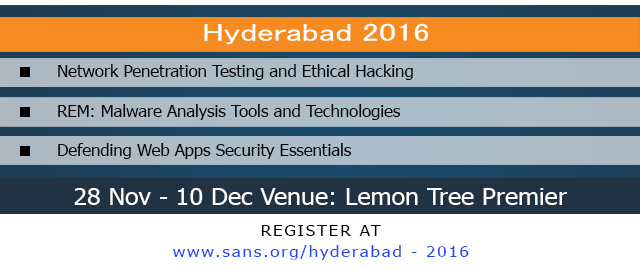 Hyderabad 2016
■ Network Penetration Testing and Ethical Hacking
■ REM: Malware Analysis Tools and Technologies
■ Defending Web Apps Security Essentials
28 Nov - 10 Dec Venue: Lemon Tree Premier
REGISTER AT
www.sans.org/hyderabad - 2016